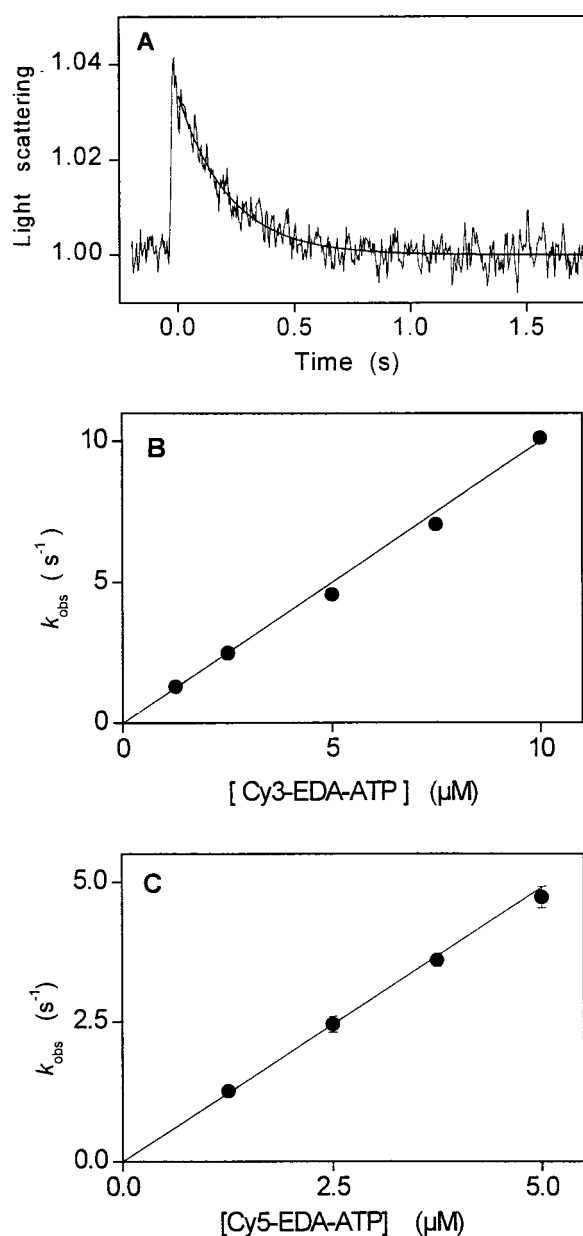 A
Light scattering
1.04
1.02
1.00
0.0 0.5 1.0 1.5
Time (s)
B
k_obs (s⁻¹)
10
5
0
0 5 10
[Cy3-EDA-ATP] (µM)
C
k_obs (s⁻¹)
5.0
2.5
0.0
0.0 2.5 5.0
[Cy5-EDA-ATP] (µM)